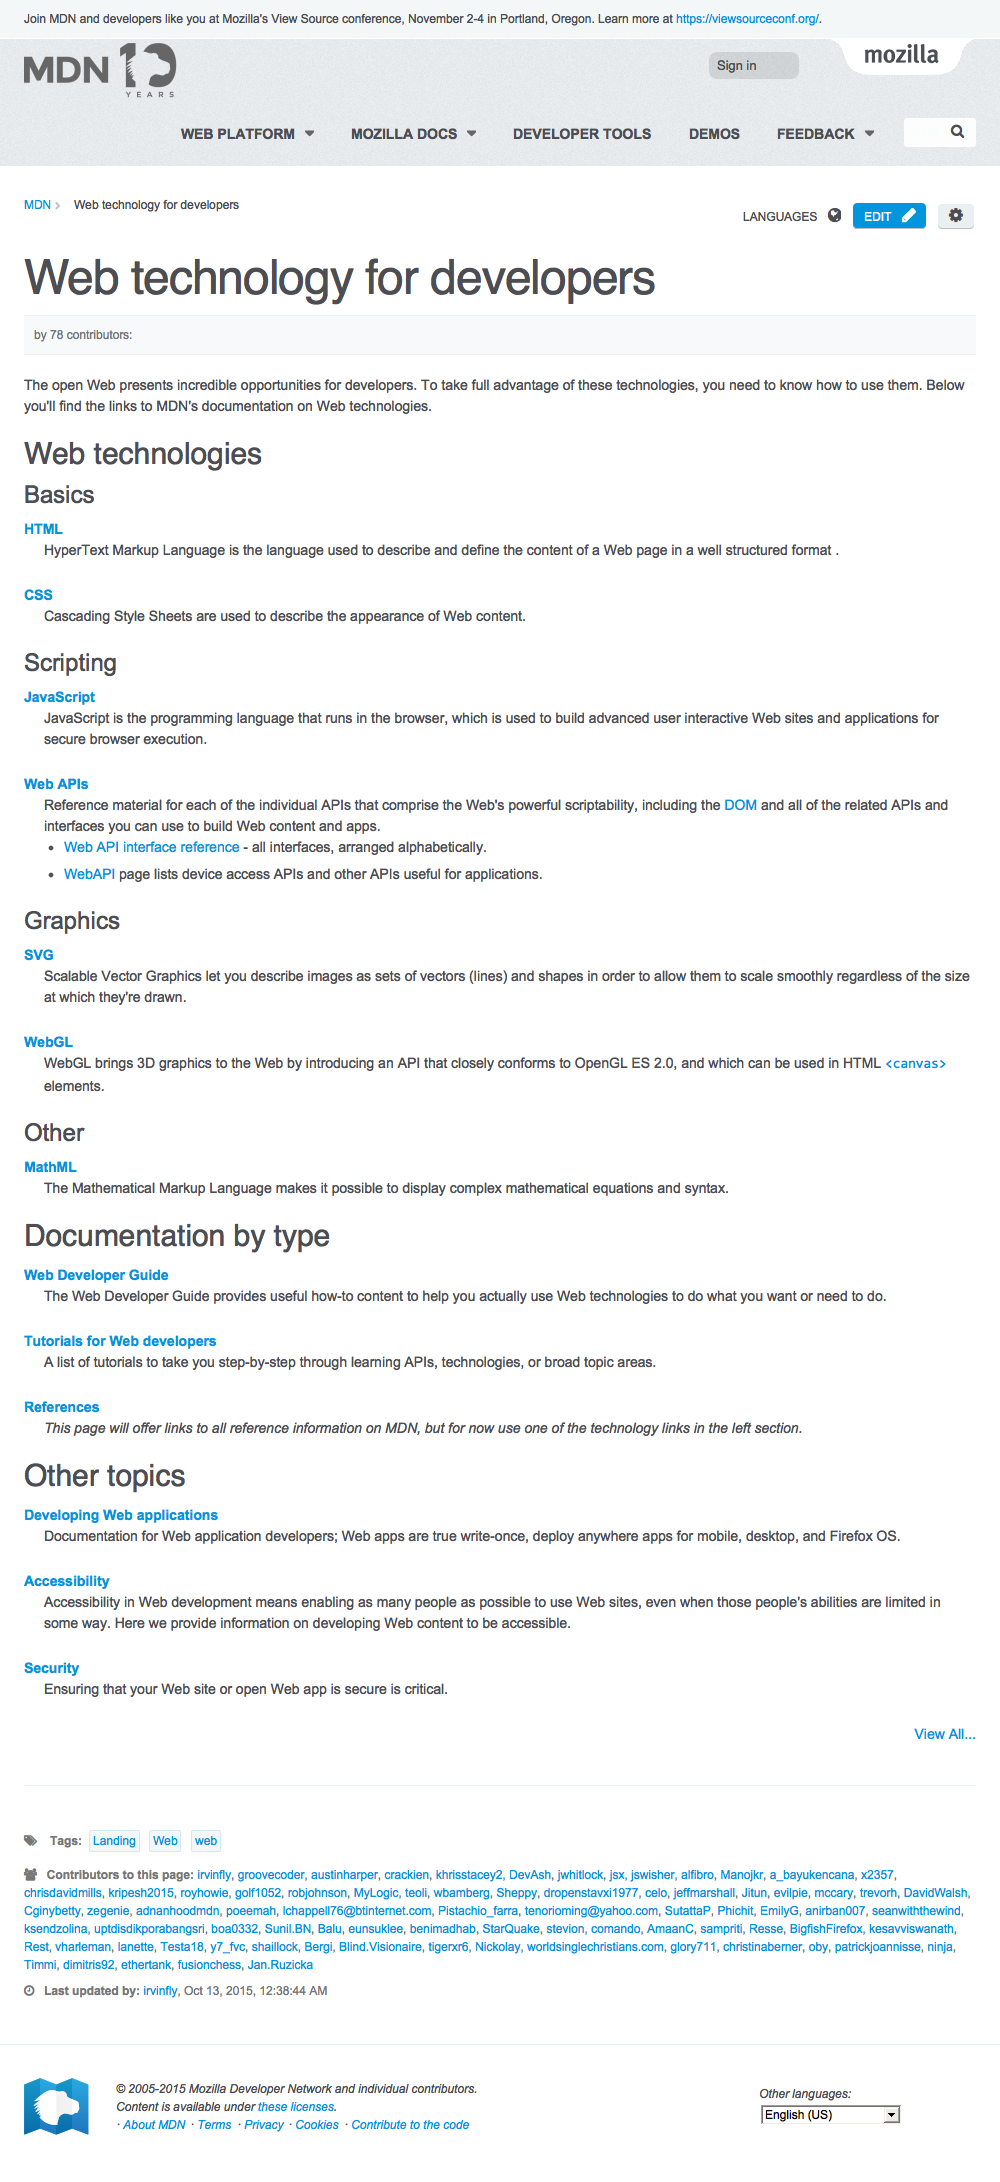 Join MDN and developers like you at Mozilla's View Source conference, November 2-4 in Portland, Oregon. Learn more at https://viewsourceconf.org/.
MDN 10
YEARS
Sign in
mozilla
WEB PLATFORM MOZILLA DOCS DEVELOPER TOOLS DEMOS FEEDBACK
MDN Web technology for developers
LANGUAGES EDIT
Web technology for developers
by 78 contributors:
The open Web presents incredible opportunities for developers. To take full advantage of these technologies, you need to know how to use them. Below
you'll find the links to MDN's documentation on Web technologies.
Web technologies
Basics
HTML
HyperText Markup Language is the language used to describe and define the content of a Web page in a well structured format .
CSS
Cascading Style Sheets are used to describe the appearance of Web content.
Scripting
JavaScript
JavaScript is the programming language that runs in the browser, which is used to build advanced user interactive Web sites and applications for
secure browser execution.
Web APIs
Reference material for each of the individual APIs that comprise the Web's powerful scriptability, including the DOM and all of the related APIs and
interfaces you can use to build Web content and apps.
• Web API interface reference - all interfaces, arranged alphabetically.
• WebAPI page lists device access APIs and other APIs useful for applications.
Graphics
SVG
Scalable Vector Graphics let you describe images as sets of vectors (lines) and shapes in order to allow them to scale smoothly regardless of the size
at which they're drawn.
WebGL
WebGL brings 3D graphics to the Web by introducing an API that closely conforms to OpenGL ES 2.0, and which can be used in HTML <canvas>
elements.
Other
MathML
The Mathematical Markup Language makes it possible to display complex mathematical equations and syntax.
Documentation by type
Web Developer Guide
The Web Developer Guide provides useful how-to content to help you actually use Web technologies to do what you want or need to do.
Tutorials for Web developers
A list of tutorials to take you step-by-step through learning APIs, technologies, or broad topic areas.
References
This page will offer links to all reference information on MDN, but for now use one of the technology links in the left section.
Other topics
Developing Web applications
Documentation for Web application developers; Web apps are true write-once, deploy anywhere apps for mobile, desktop, and Firefox OS.
Accessibility
Accessibility in Web development means enabling as many people as possible to use Web sites, even when those people's abilities are limited in
some way. Here we provide information on developing Web content to be accessible.
Security
Ensuring that your Web site or open Web app is secure is critical.
View All...
Tags: Landing Web web
Contributors to this page: irvinfly, groovecoder, austinharper, crackien, khrisstacey2, DevAsh, jwhitlock, jsx, jswisher, alfibro, Manojkr, a_bayukencana, x2357,
chrisdavidmills, kripesh2015, royhowie, golf1052, robjohnson, MyLogic, teoli, wbamberg, Sheppy, dropenstavxi1977, celo, jeffmarshall, Jitun, evilpie, mccary, trevorh, DavidWalsh,
Cginybetty, zegenie, adnanhoodmdn, poeemah, lchappell76@btinternet.com, Pistachio_farra, tenorioming@yahoo.com, SutattaP, Phichit, EmilyG, anirban007, seanwiththewind,
ksendzolina, uptdisdikporabangsri, boa0332, Sunil.BN, Balu, eunsuklee, benimadhab, StarQuake, stevion, comando, AmaanC, sampriti, Resse, BigfishFirefox, kesavviswanath,
Rest, vharleman, lanette, Testa18, y7_fvc, shaillock, Bergi, Blind.Visionaire, tigerxr6, Nickolay, worldsinglechristians.com, glory711, christinaberner, oby, patrickjoannisse, ninja,
Timmi, dimitris92, ethertank, fusionchess, Jan.Ruzicka
Last updated by: irvinfly, Oct 13, 2015, 12:38:44 AM
© 2005-2015 Mozilla Developer Network and individual contributors.
Content is available under these licenses.
· About MDN · Terms · Privacy · Cookies · Contribute to the code
Other languages:
English (US)